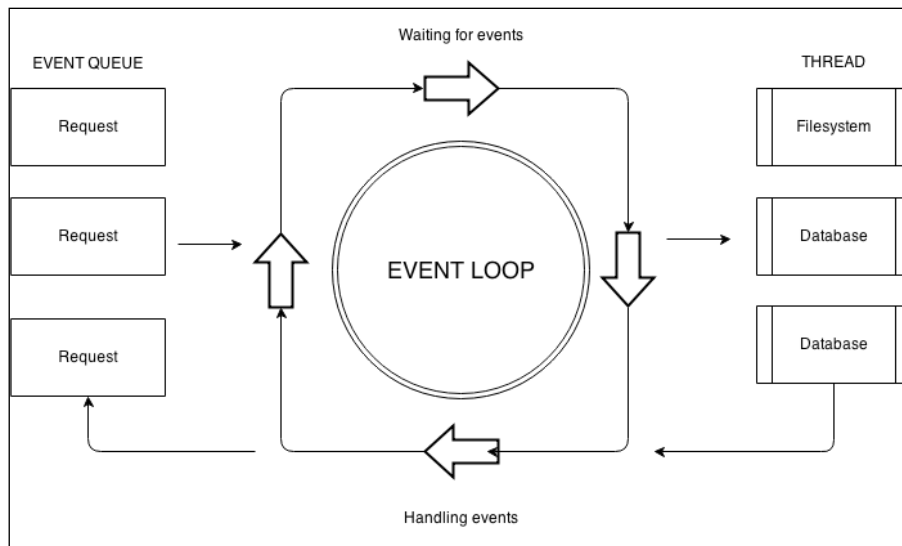 Waiting for events
EVENT QUEUE
THREAD
Request
Filesystem
Request
Database
EVENT LOOP
Request
Database
Handling events